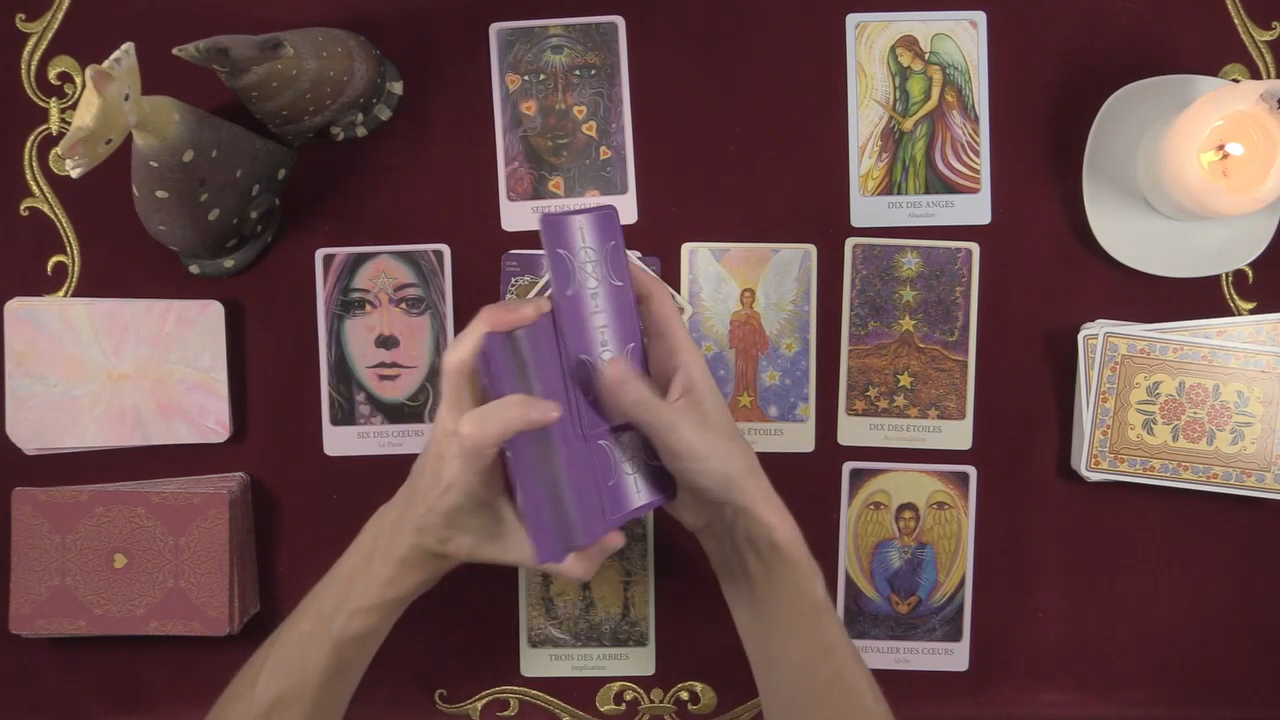 SEPT DES CŒURS
DIX DES ANGES
Abandon
SIX DES CŒURS
Le Passé
ÉTOILES
DIX DES ÉTOILES
Accumulation
TROIS DES ARBRES
Implication
CHEVALIER DES CŒURS
Idylle